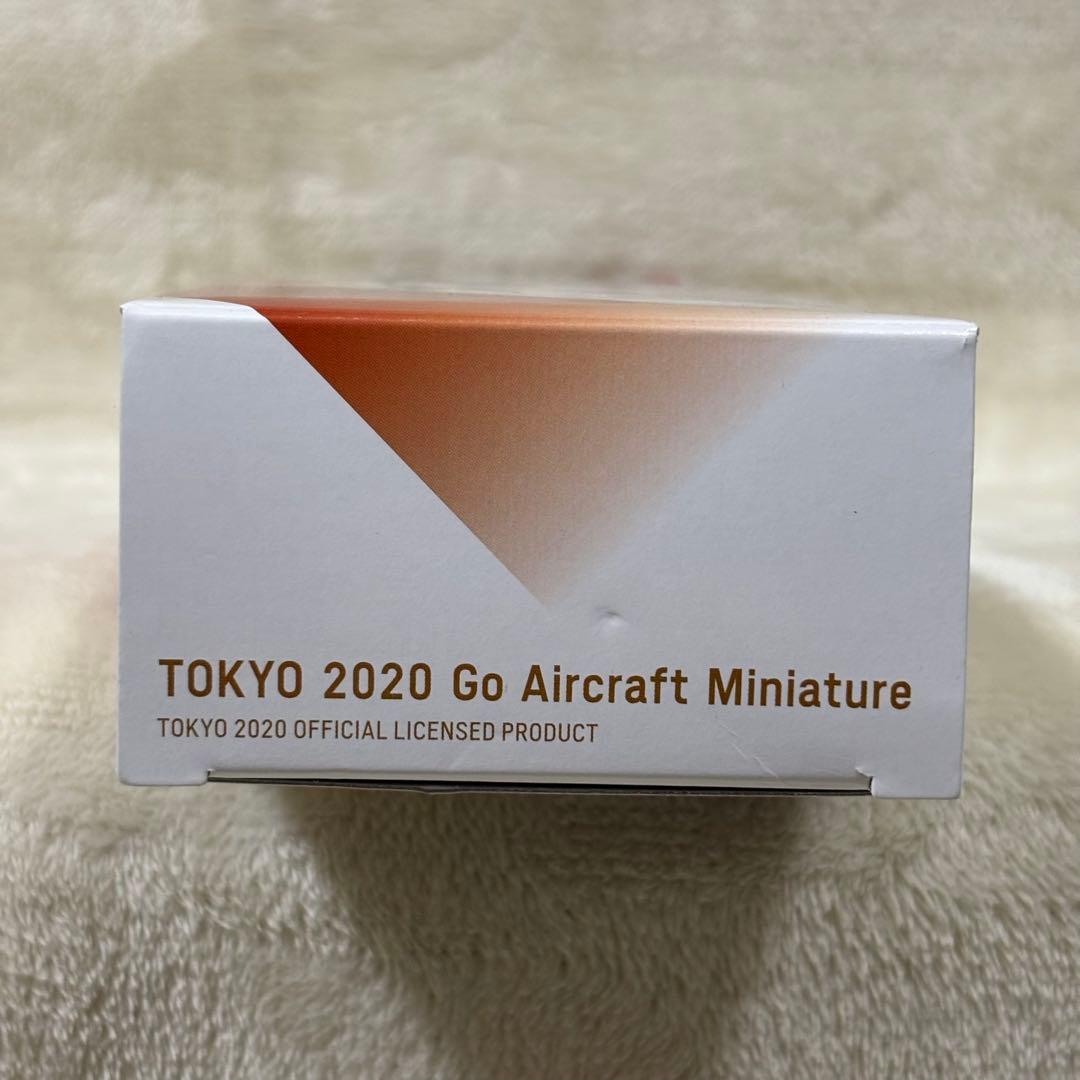 TOKYO 2020 Go Aircraft Miniature
TOKYO 2020 OFFICIAL LICENSED PRODUCT